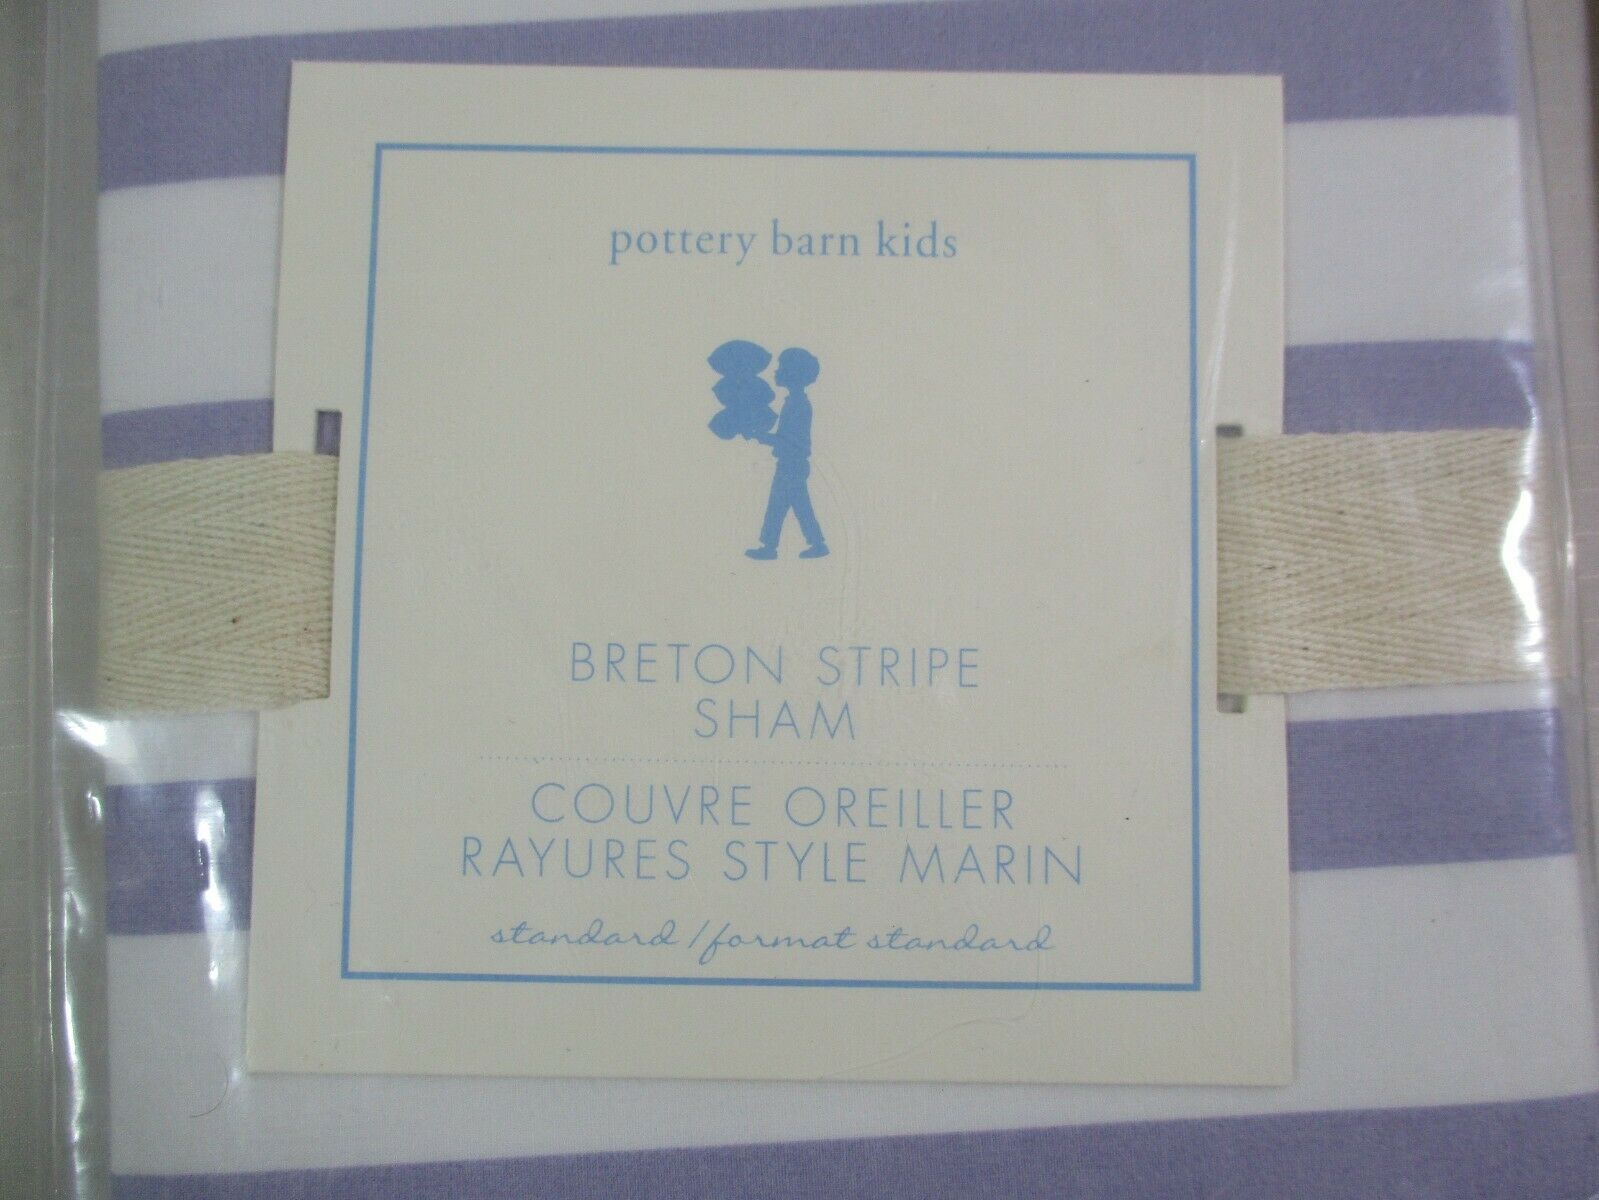 pottery barn kids
BRETON STRIPE
SHAM
COUVRE OREILLER
RAYURES STYLE MARIN
standard / format standard